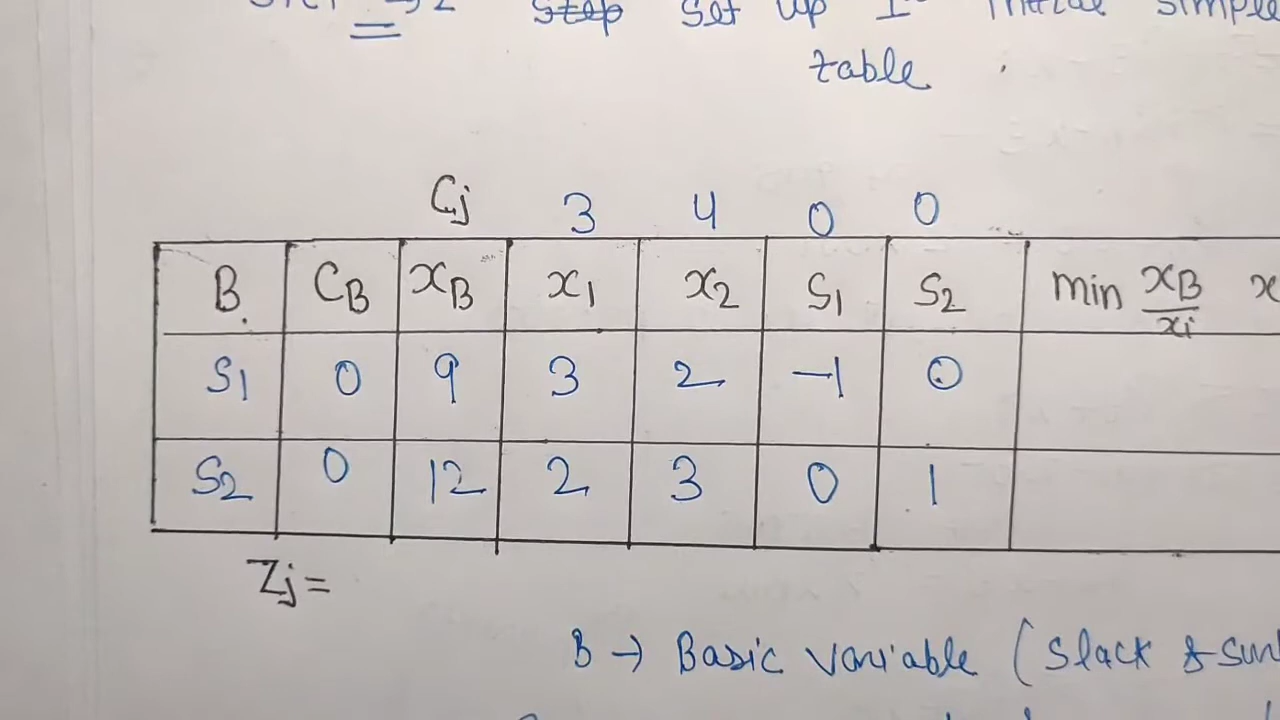 step set up I
table.
Cj 3 4 0 0
B. CB xB x1 x2 S1 S2 min xB/xi x
S1 0 9 3 2 -1 0
S2 0 12 2 3 0 1
Zj=
B → Basic variable (Slack &